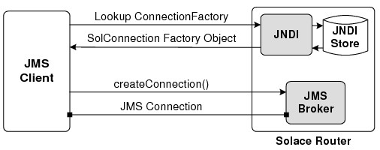 Lookup ConnectionFactory
SolConnection Factory Object
JNDI
JNDI
Store
JMS
Client
createConnection()
JMS Connection
JMS
Broker
Solace Router